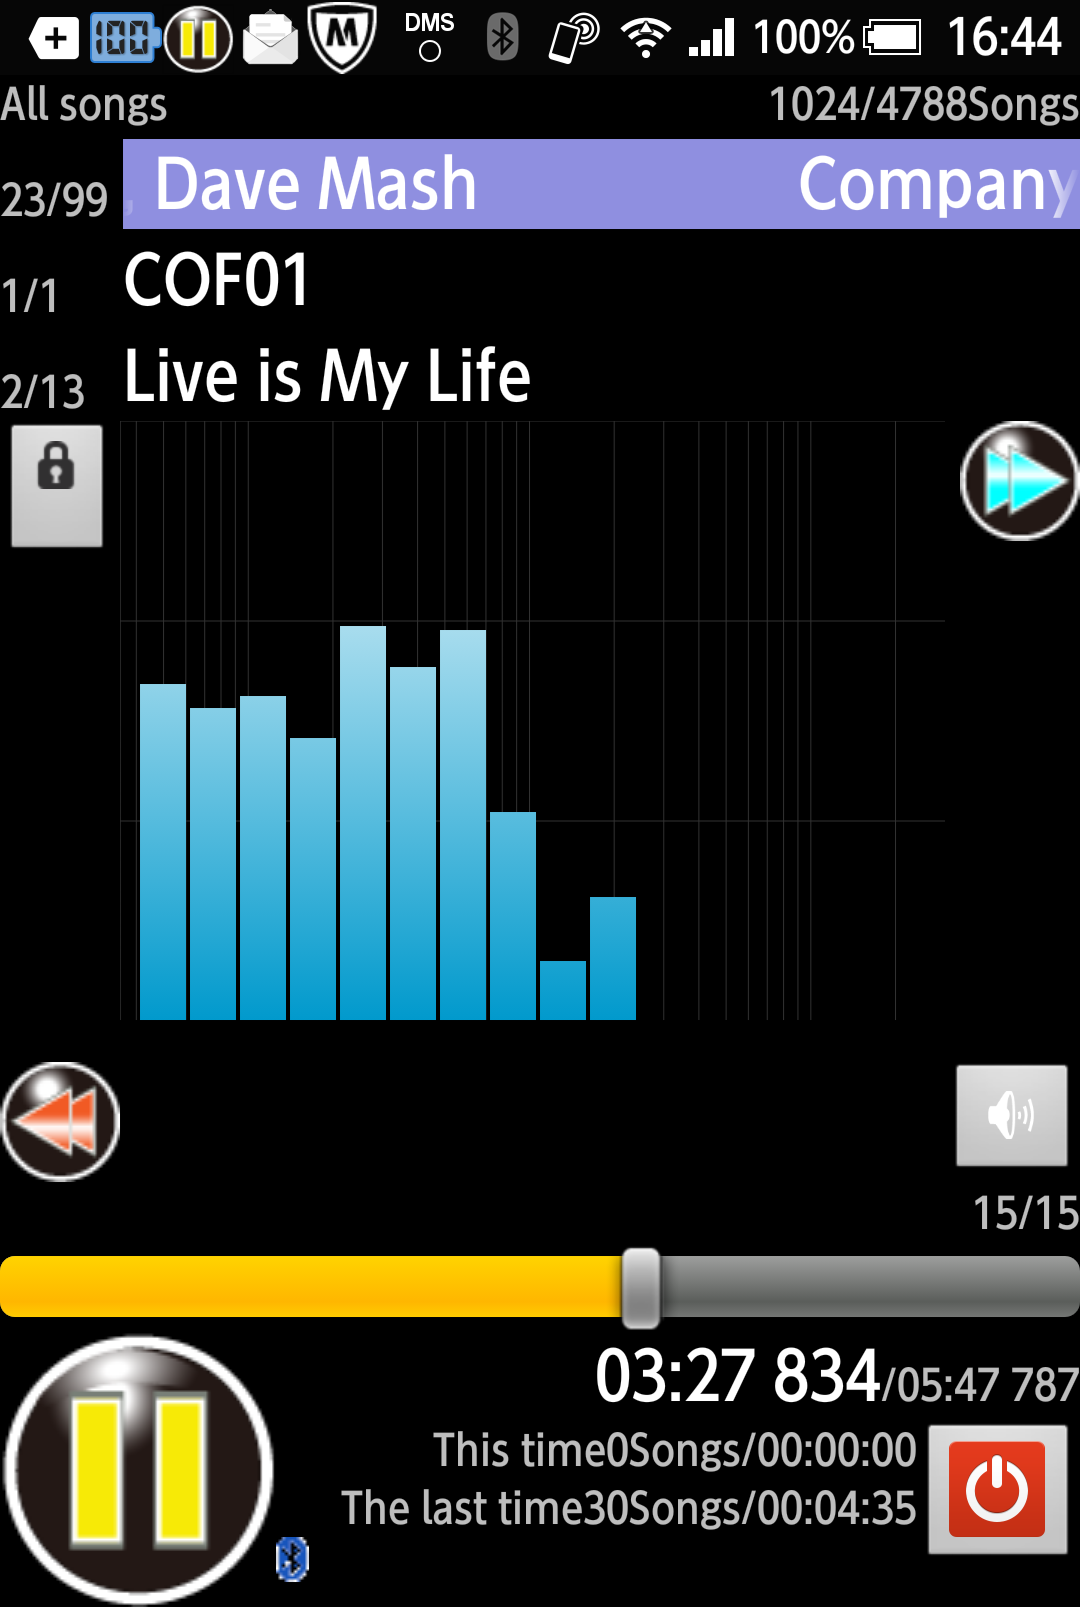 100 M DMS 100% 16:44
All songs 1024/4788Songs
23/99 , Dave Mash Company
1/1 COF01
2/13 Live is My Life
15/15
03:27 834/05:47 787
This time0Songs/00:00:00
The last time30Songs/00:04:35